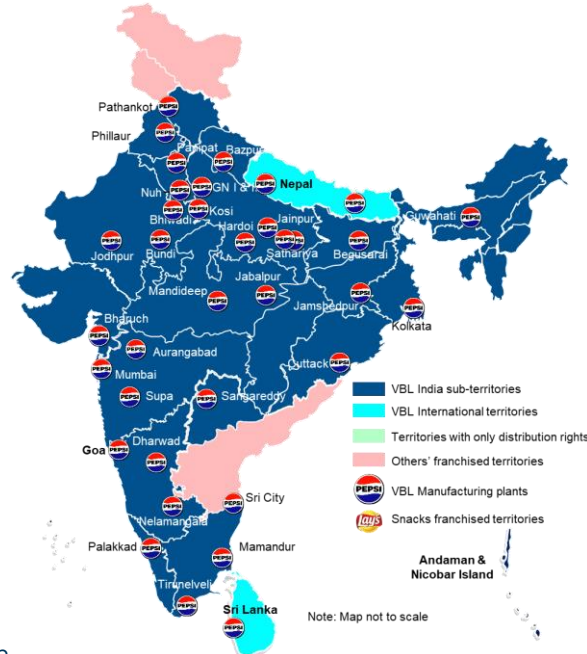 Pathankot
Phillaur
Panipat
Bazpur
Nepal
Nuh
GN I &
Kosi
Bhiwadi
Hardoi
Jainpur
Guwahati
Jodhpur
Bundi
Sathariya
Begusarai
Mandideep
Jabalpur
Jamshedpur
Kolkata
Bharuch
Aurangabad
Cuttack
Mumbai
Supa
Sangareddy
Goa
Dharwad
Sri City
Nelamangala
Palakkad
Mamandur
Tirunelveli
Sri Lanka
Andaman &
Nicobar Island
PEPSI
VBL India sub-territories
VBL International territories
Territories with only distribution rights
Others' franchised territories
VBL Manufacturing plants
Lays
Snacks franchised territories
Note: Map not to scale